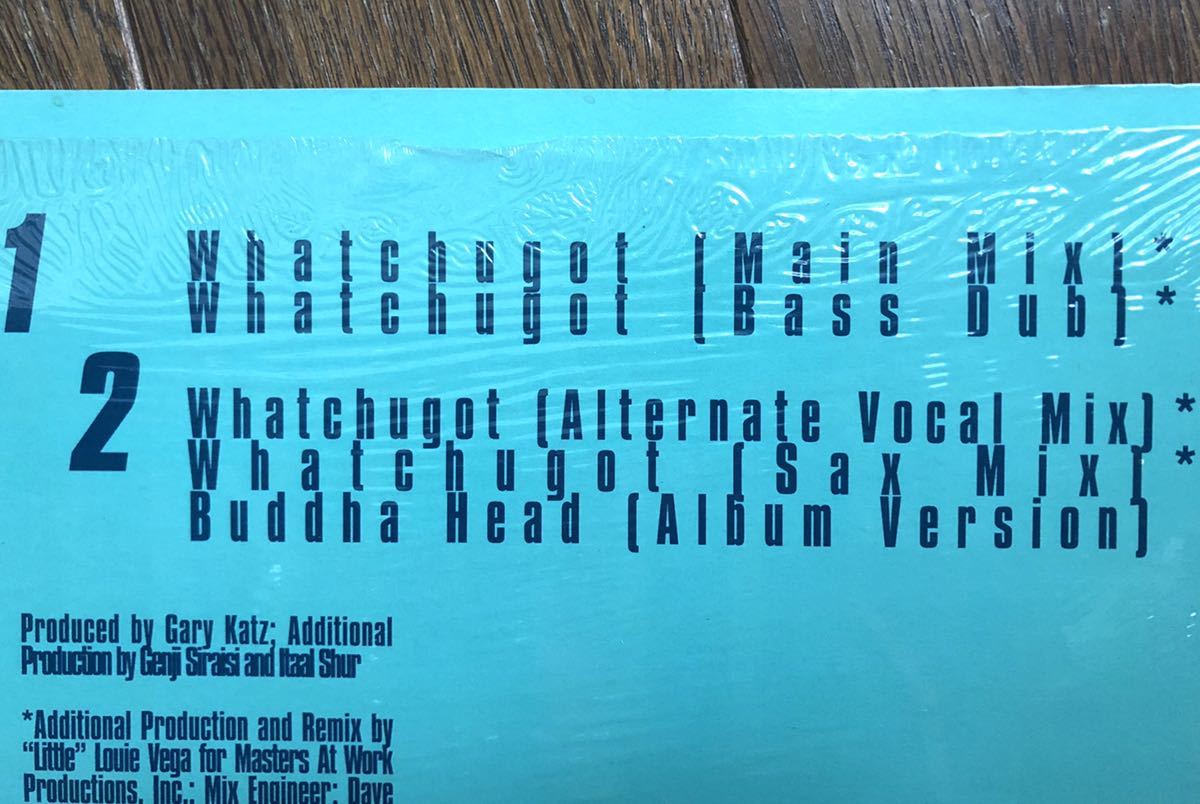 1
Whatchugot (Main Mix)*
Whatchugot (Bass Dub)*
2
Whatchugot (Alternate Vocal Mix)*
Whatchugot (Sax Mix)*
Buddha Head (Album Version)
Produced by Gary Katz; Additional
Production by Genji Siraisi and Itaal Shur
*Additional Production and Remix by
“Little” Louie Vega for Masters At Work
Productions, Inc.; Mix Engineer: Dave